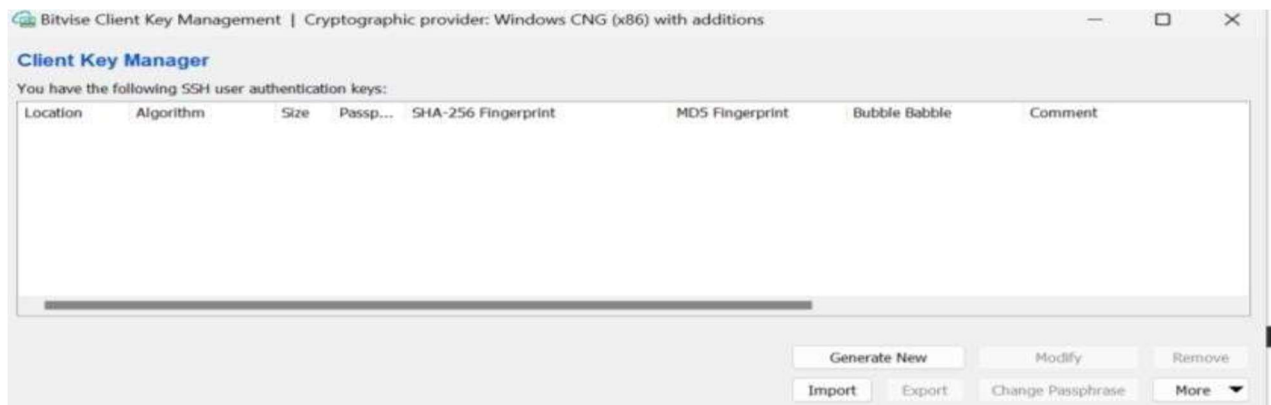 Bitvise Client Key Management | Cryptographic provider: Windows CNG (x86) with additions
Client Key Manager
You have the following SSH user authentication keys:
Location Algorithm Size Passp... SHA-256 Fingerprint MD5 Fingerprint Bubble Babble Comment
Generate New Modify Remove
Import Export Change Passphrase More